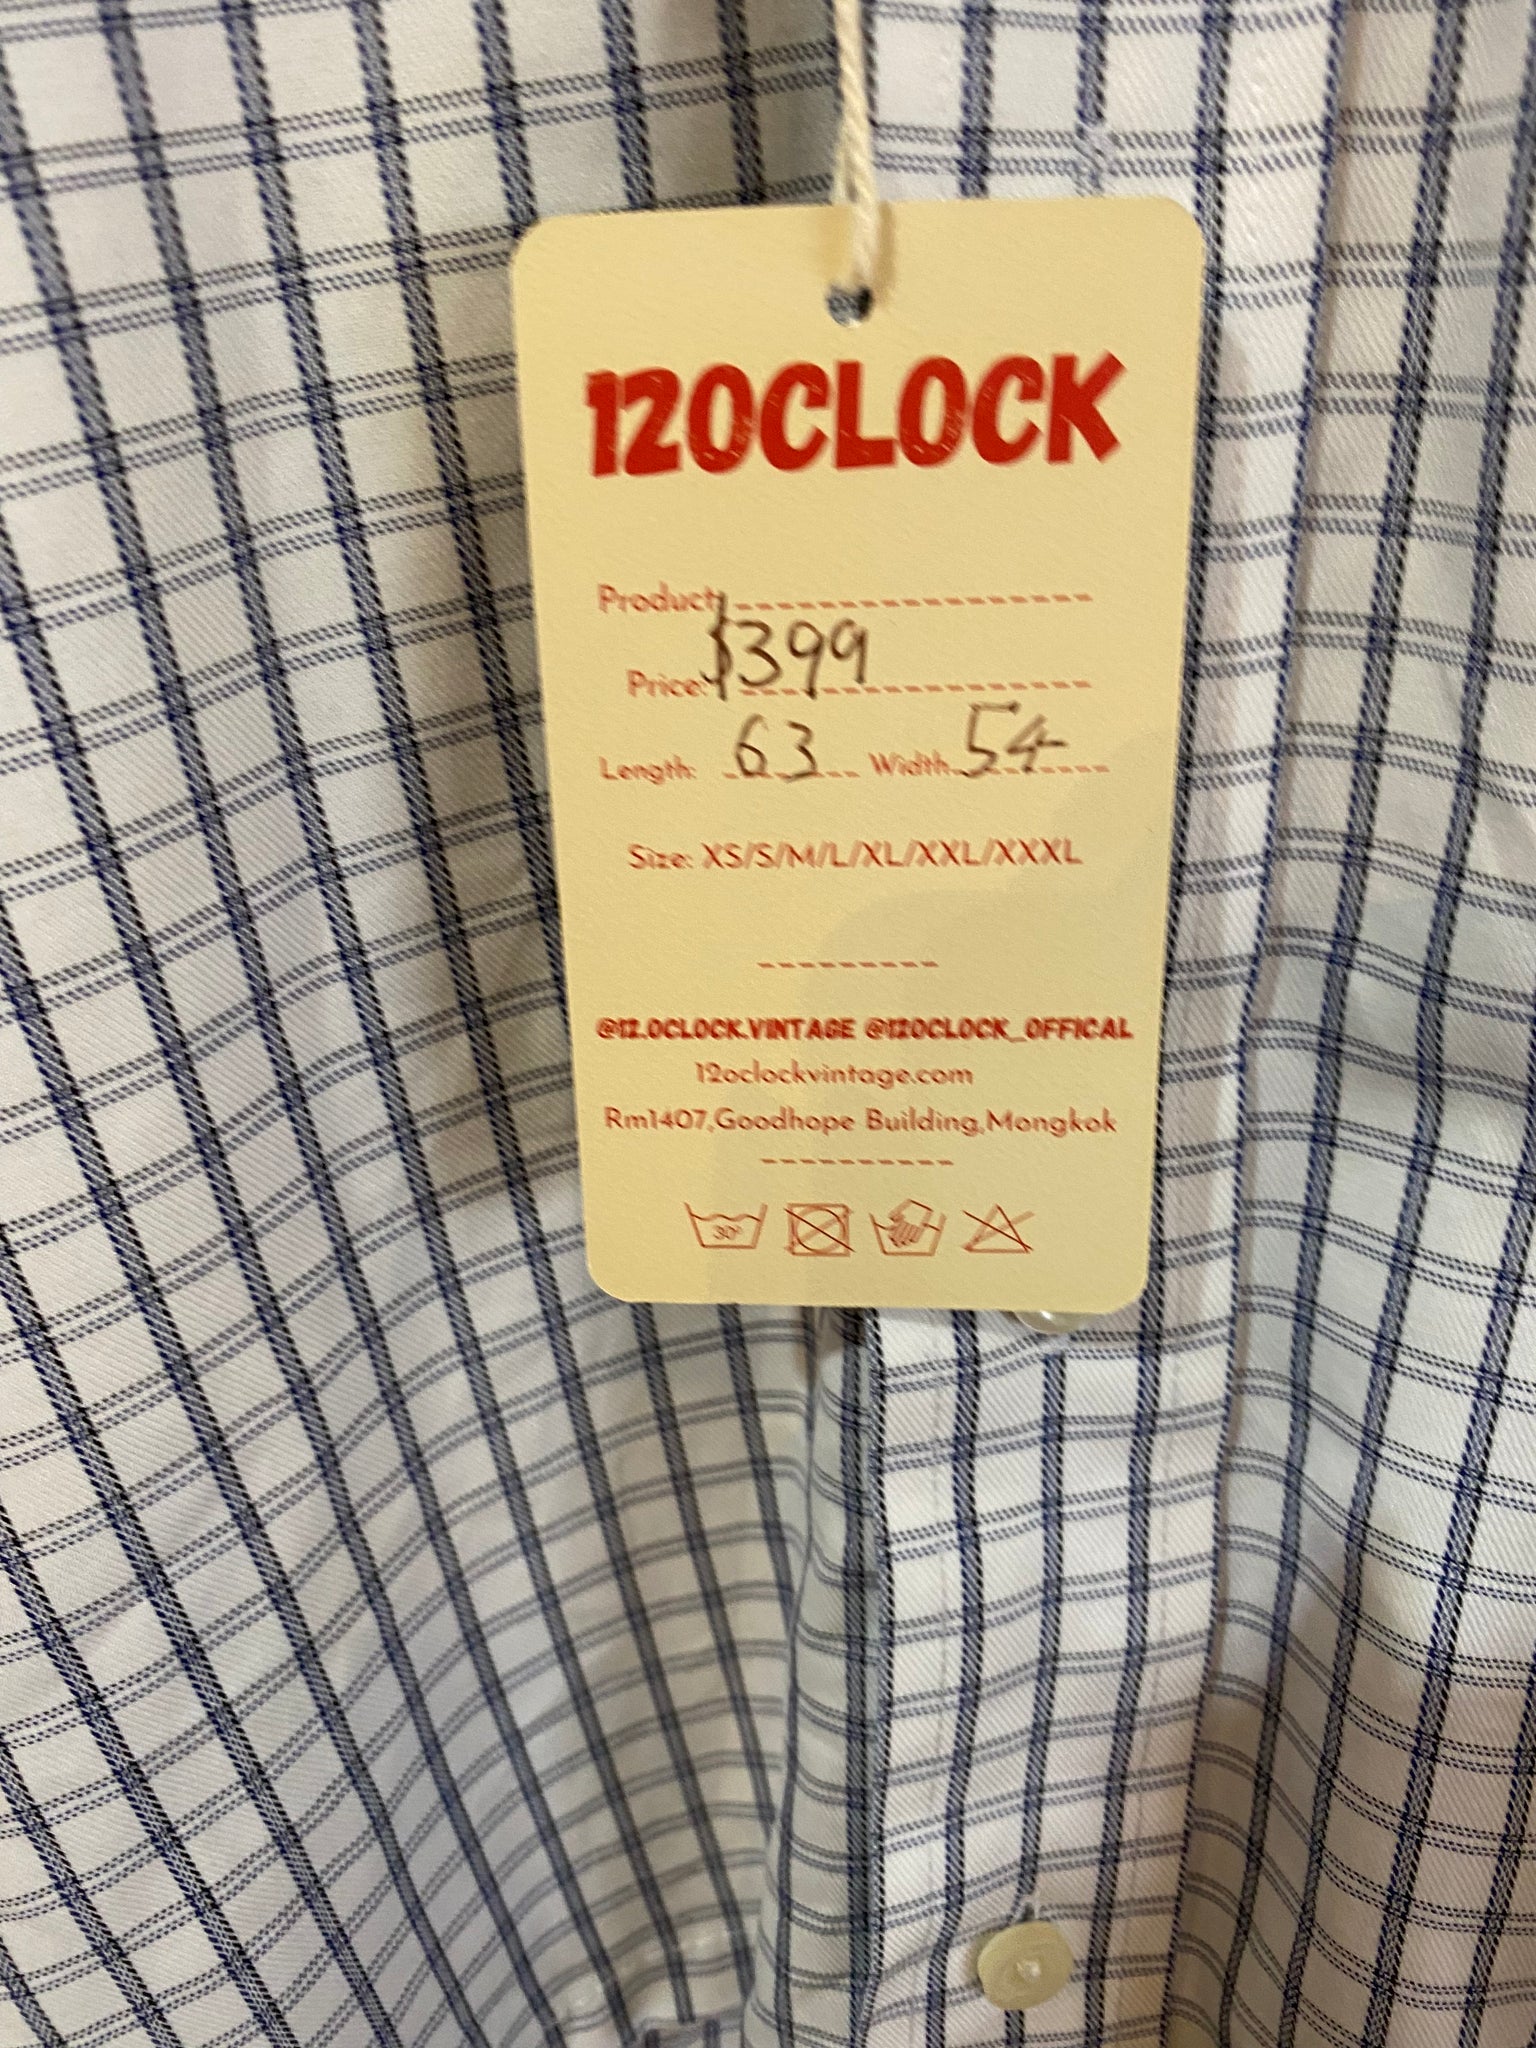 12OCLOCK
Product:
Price: $399
Length: 63 Width: 54
Size: XS/S/M/L/XL/XXL/XXXL
@12.OCLOCK.VINTAGE @12OCLOCK_OFFICAL
12oclockvintage.com
Rm1407,Goodhope Building,Mongkok
30°